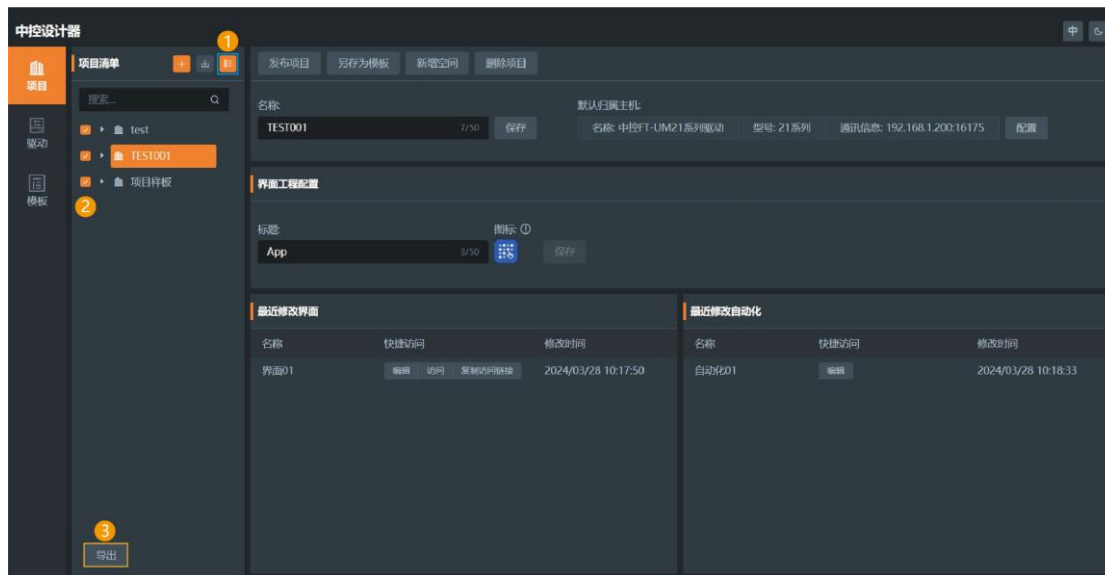 中控设计器
中
1
项目清单
发布项目 另存为模板 新增空间 删除项目
项目
搜索...
名称:
默认归属主机:
test
TEST001 7/50 保存
名称: 中控FT-UM21系列驱动 型号: 21系列 通讯信息: 192.168.1.200:16175 配置
驱动
TEST001
项目样板
界面工程配置
模板
2
标题:
图标:
App 3/50
保存
最近修改界面
最近修改自动化
名称 快捷访问 修改时间
名称 快捷访问 修改时间
界面01 编辑 访问 复制访问链接 2024/03/28 10:17:50
自动化01 编辑 2024/03/28 10:18:33
3
导出